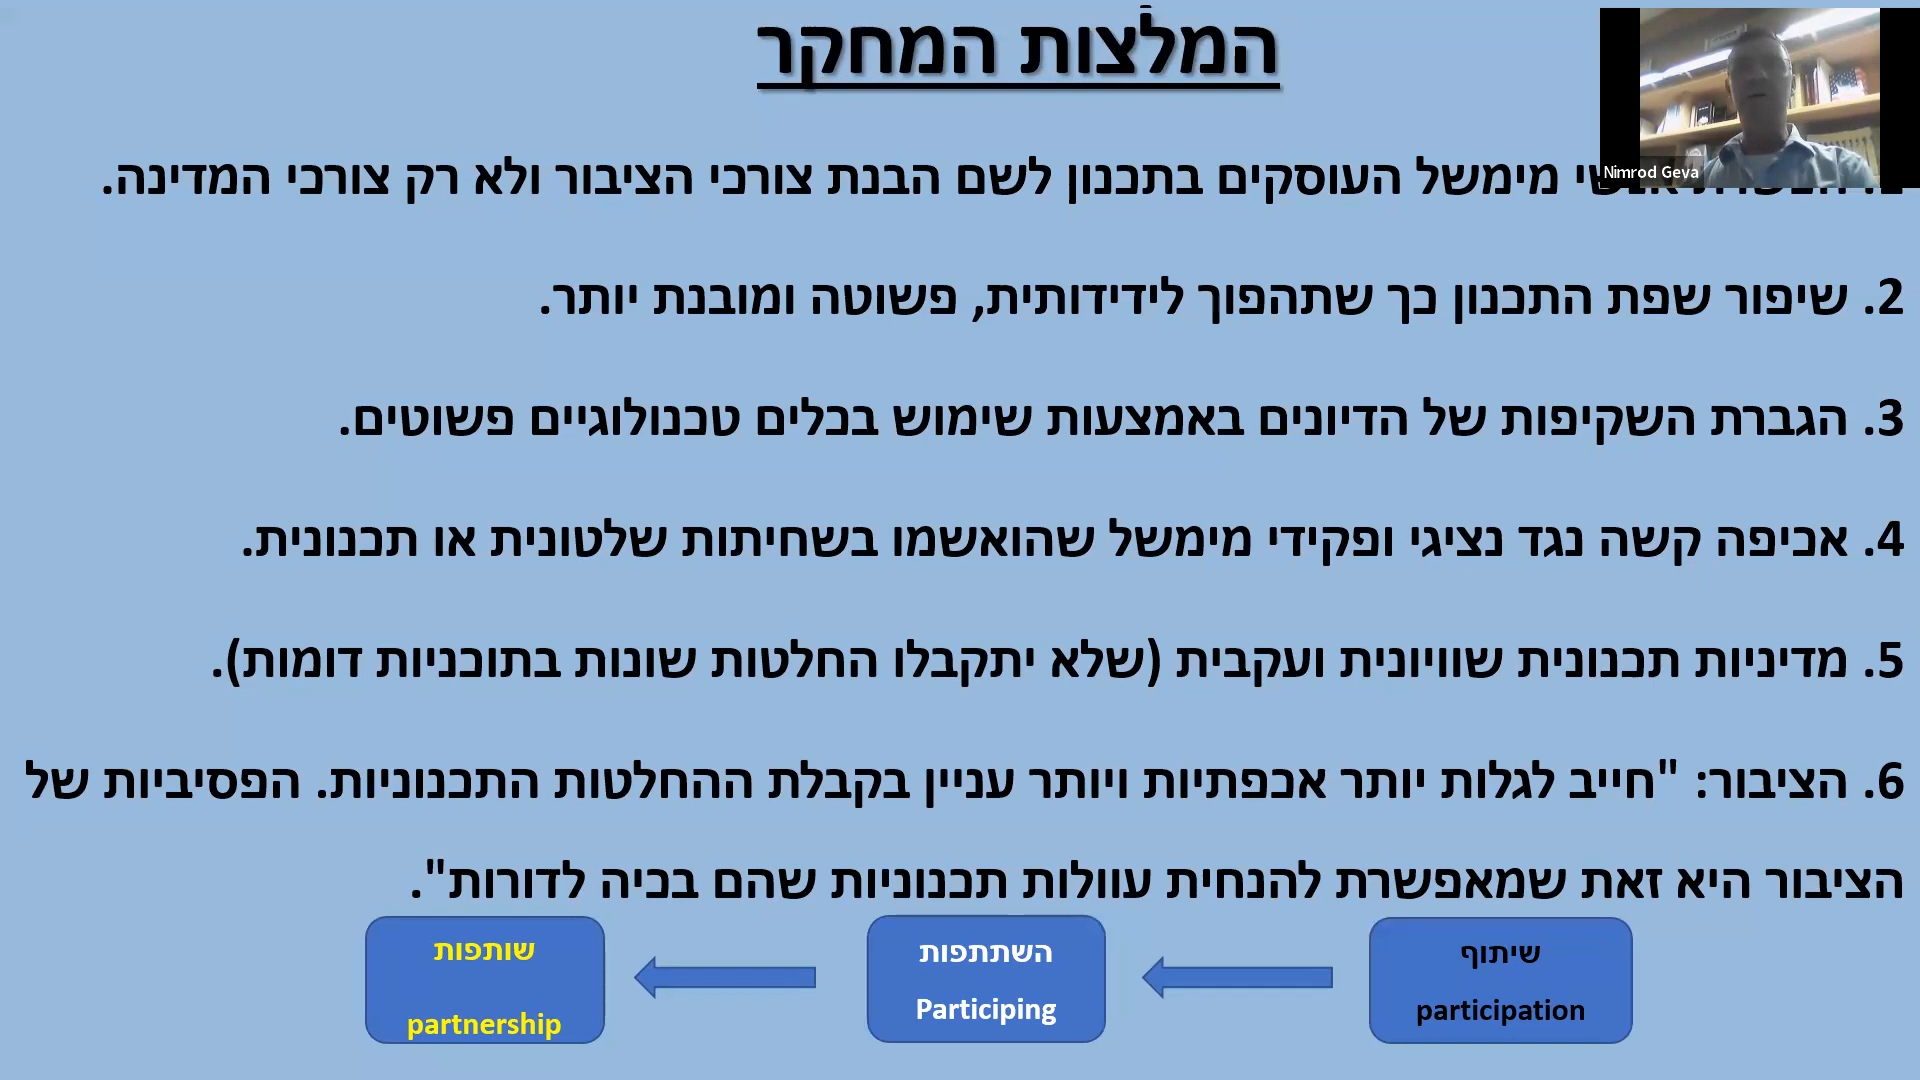 המלצות המחקר
Nimrod Geva
מימשל העוסקים בתכנון לשם הבנת צורכי הציבור ולא רק צורכי המדינה.
2. שיפור שפת התכנון כך שתהפוך לידידותית, פשוטה ומובנת יותר.
3. הגברת השקיפות של הדיונים באמצעות שימוש בכלים טכנולוגיים פשוטים.
4. אכיפה קשה נגד נציגי ופקידי מימשל שהואשמו בשחיתות שלטונית או תכנונית.
5. מדיניות תכנונית שוויונית ועקבית (שלא יתקבלו החלטות שונות בתוכניות דומות).
6. הציבור: "חייב לגלות יותר אכפתיות ויותר עניין בקבלת ההחלטות התכנוניות. הפסיביות של
הציבור היא זאת שמאפשרת להנחית עוולות תכנוניות שהם בכיה לדורות".
שיתוף
participation
השתתפות
Participing
שותפות
partnership